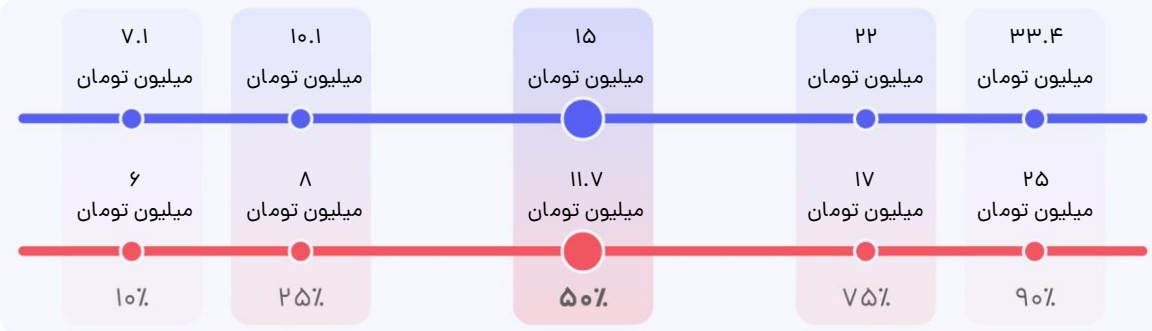 ۷.۱
میلیون تومان
۱۰.۱
میلیون تومان
۱۵
میلیون تومان
۲۲
میلیون تومان
۳۳.۴
میلیون تومان
۶
میلیون تومان
۸
میلیون تومان
۱۱.۷
میلیون تومان
۱۷
میلیون تومان
۲۵
میلیون تومان
۱۰٪
۲۵٪
۵۰٪
۷۵٪
۹۰٪